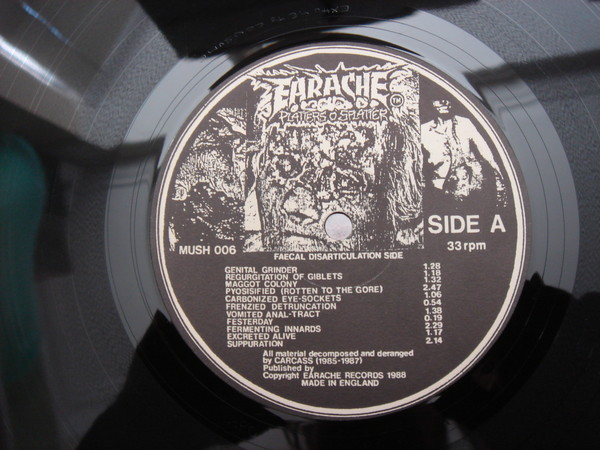 EARACHE
TM
PLATTERS O' SPLATTER
MUSH 006
SIDE A
33 rpm
FAECAL DISARTICULATION SIDE
GENITAL GRINDER 1.28
REGURGITATION OF GIBLETS 1.18
MAGGOT COLONY 1.32
PYOSISIFIED (ROTTEN TO THE GORE) 2.47
CARBONIZED EYE-SOCKETS 1.06
FRENZIED DETRUNCATION 0.54
VOMITED ANAL-TRACT 1.38
FESTERDAY 0.19
FERMENTING INNARDS 2.29
EXCRETED ALIVE 1.17
SUPPURATION 2.14
All material decomposed and deranged
by CARCASS (1985-1987)
Published by
Copyright EARACHE RECORDS 1988
MADE IN ENGLAND